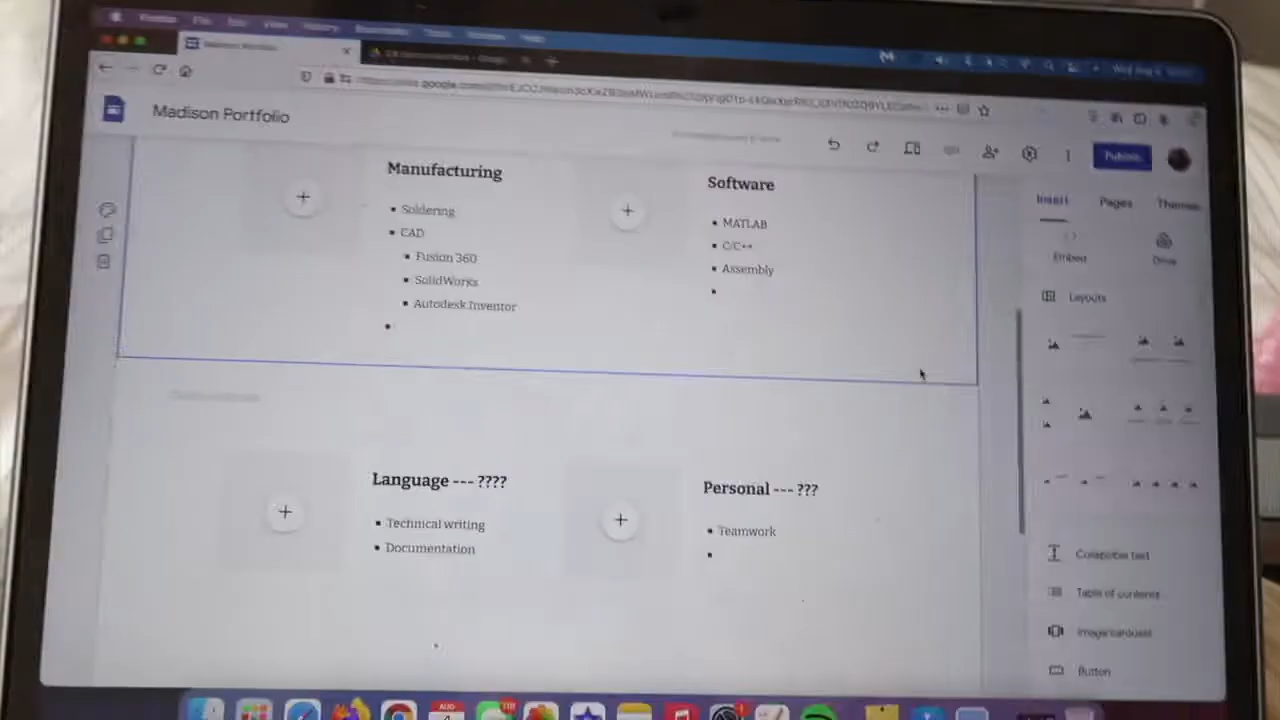 Madison Portfolio
Publish
Insert
Pages
Themes
Embed
Drive
Layouts
Manufacturing
Soldering
CAD
Fusion 360
SolidWorks
Autodesk Inventor
Software
MATLAB
C/C++
Assembly
Language --- ????
Technical writing
Documentation
Personal --- ???
Teamwork
Collapsible text
Table of contents
Image carousel
Button
AUG